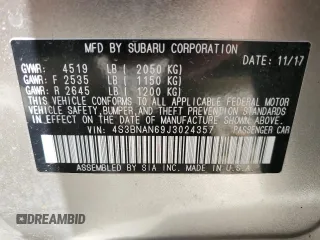 MFD BY SUBARU CORPORATION
GVWR: 4519 LB ( 2050 KG) DATE: 11/17
GAWR: F 2535 LB ( 1150 KG)
GAWR: R 2645 LB ( 1200 KG)
THIS VEHICLE CONFORMS TO ALL APPLICABLE FEDERAL MOTOR
VEHICLE SAFETY, BUMPER, AND THEFT PREVENTION STANDARDS
IN EFFECT ON THE DATE OF MANUFACTURE SHOWN ABOVE.
VIN: 4S3BNAN69J3024357 PASSENGER CAR
ASSEMBLED BY SIA INC. MADE IN U.S.A
DREAMBID